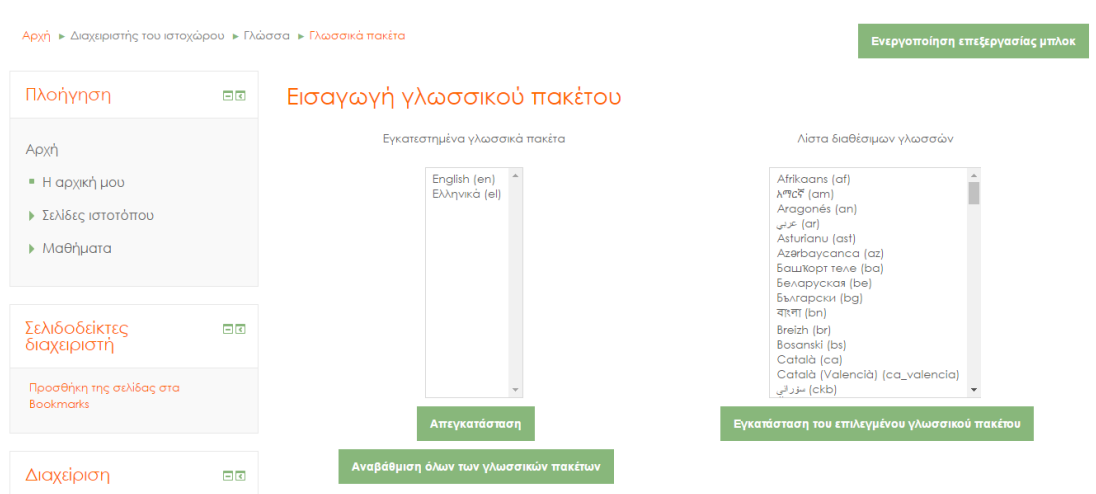 Αρχή ► Διαχειριστής του ιστοχώρου ► Γλώσσα ► Γλωσσικά πακέτα
Ενεργοποίηση επεξεργασίας μπλοκ
Πλοήγηση
Αρχή
Η αρχική μου
Σελίδες ιστοτόπου
Μαθήματα
Σελιδοδείκτες
διαχειριστή
Προσθήκη της σελίδας στα
Bookmarks
Διαχείριση
Εισαγωγή γλωσσικού πακέτου
Εγκατεστημένα γλωσσικά πακέτα
English (en)
Ελληνικά (el)
Απεγκατάσταση
Αναβάθμιση όλων των γλωσσικών πακέτων
Λίστα διαθέσιμων γλωσσών
Afrikaans (af)
አማርኛ (am)
Aragonés (an)
عربي (ar)
Asturianu (ast)
Azərbaycanca (az)
Башҡорт теле (ba)
Беларуская (be)
Български (bg)
বাংলা (bn)
Breizh (br)
Bosanski (bs)
Català (ca)
Català (Valencià) (ca_valencia)
سۆرانی (ckb)
Εγκατάσταση του επιλεγμένου γλωσσικού πακέτου